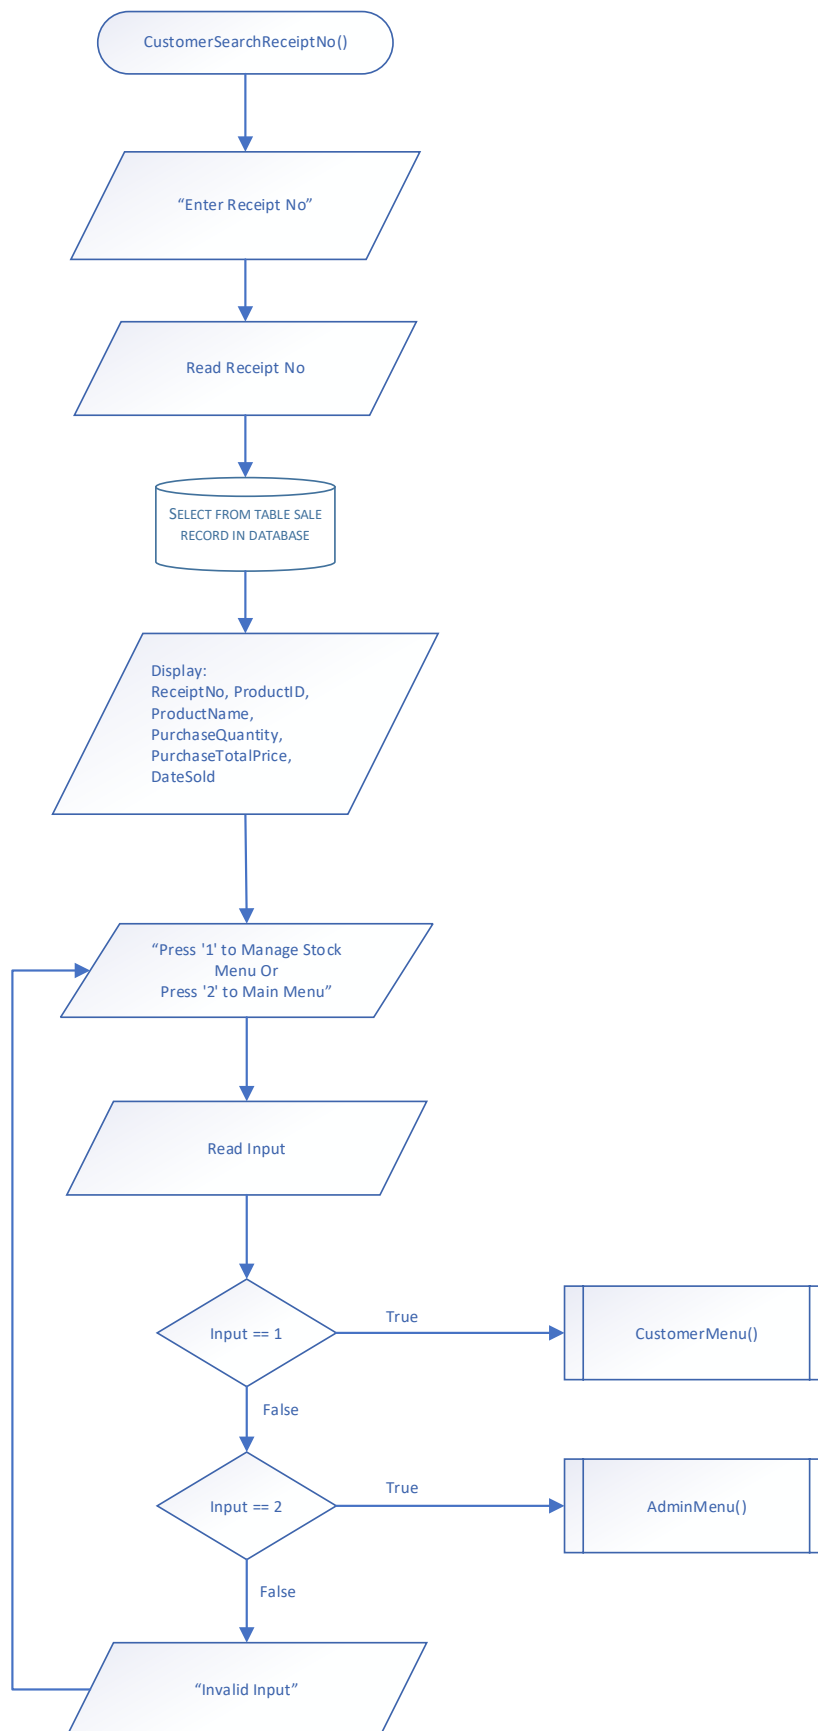 CustomerSearchReceiptNo()
“Enter Receipt No”
Read Receipt No
SELECT FROM TABLE SALE
RECORD IN DATABASE
Display:
ReceiptNo, ProductID,
ProductName,
PurchaseQuantity,
PurchaseTotalPrice,
DateSold
“Press '1' to Manage Stock
Menu Or
Press '2' to Main Menu”
Read Input
Input == 1
True
CustomerMenu()
False
Input == 2
True
AdminMenu()
False
“Invalid Input”